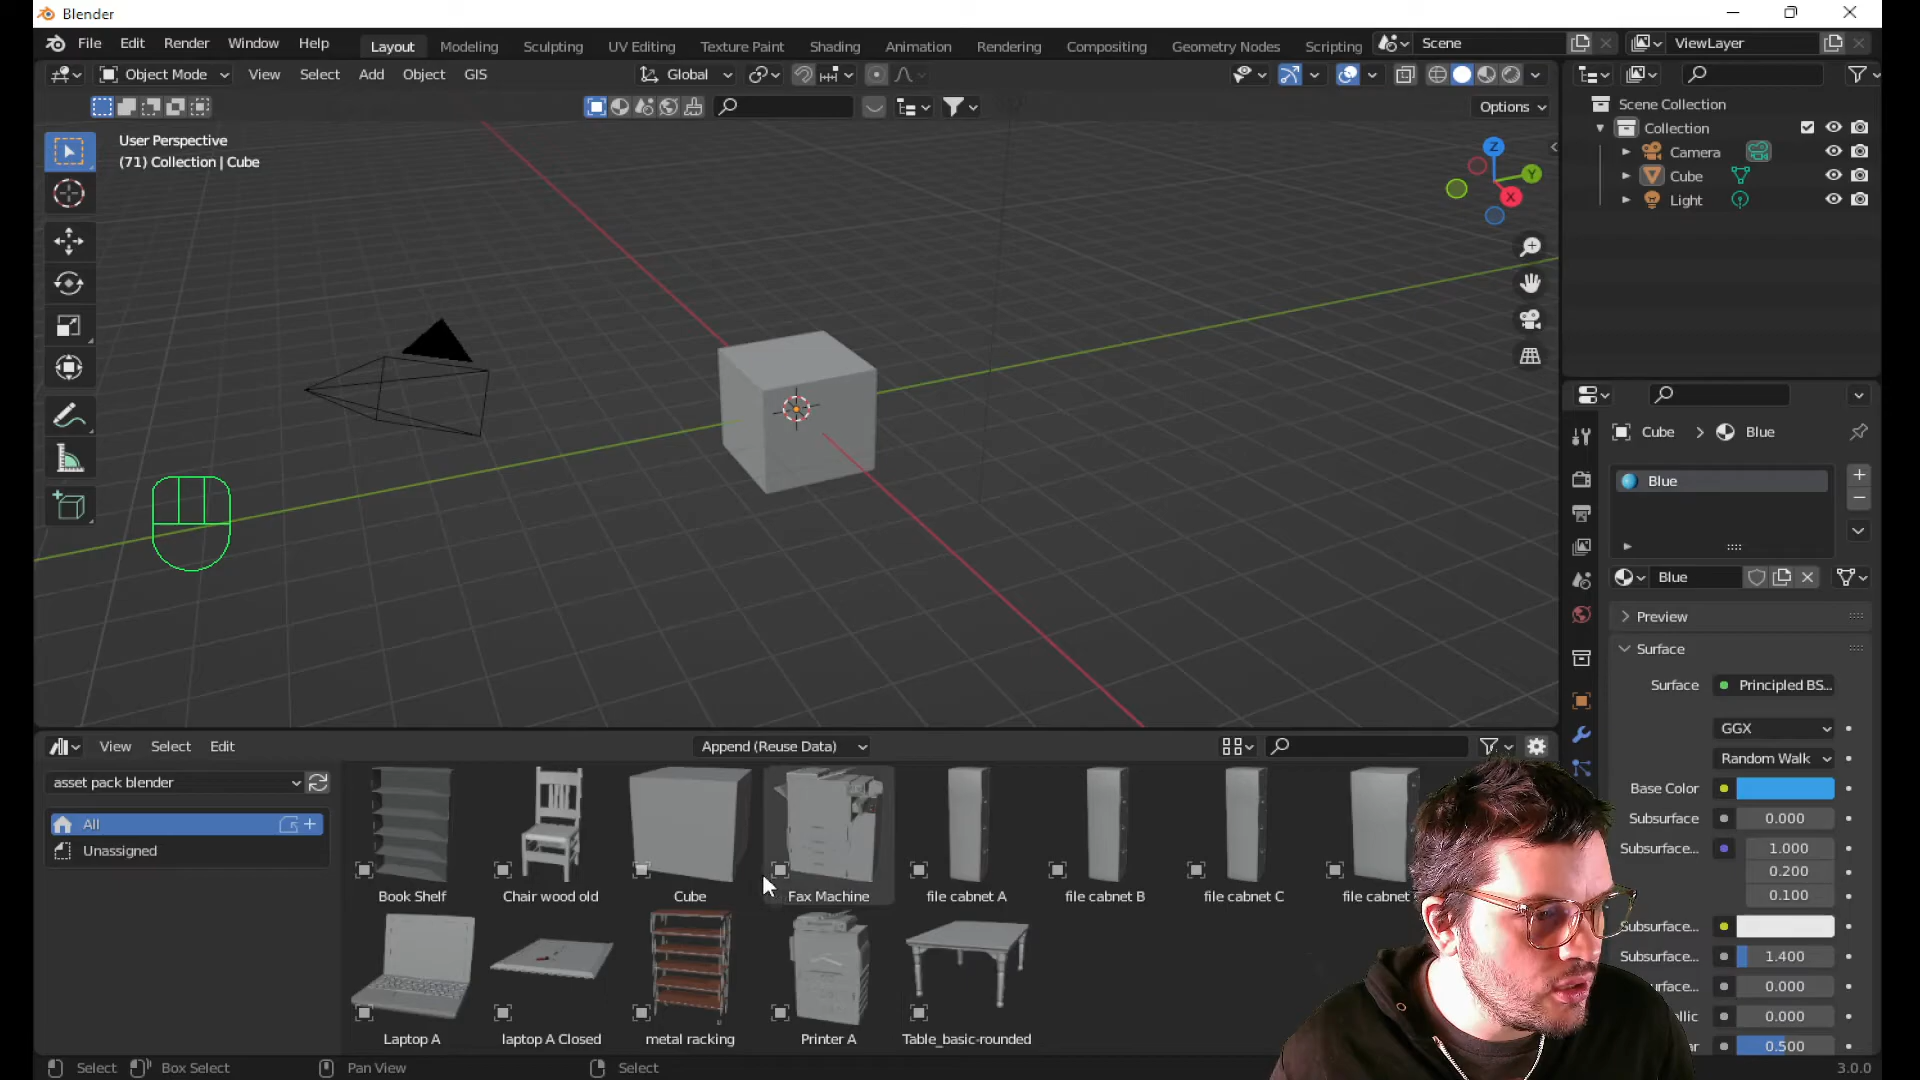 Blender
File Edit Render Window Help Layout Modeling Sculpting UV Editing Texture Paint Shading Animation Rendering Compositing Geometry Nodes Scripting Scene ViewLayer
Object Mode View Select Add Object GIS Global
Options
User Perspective
(71) Collection | Cube
Z
Y
X
Scene Collection
Collection
Camera
Cube
Light
Cube > Blue
Blue
Blue
Preview
Surface
Surface Principled BS...
GGX
Random Walk
Base Color
Subsurface 0.000
Subsurface... 1.000
0.200
0.100
Subsurface...
Subsurface... 1.400
urface... 0.000
llic 0.000
ar 0.500
View Select Edit Append (Reuse Data)
asset pack blender
All
Unassigned
Book Shelf Chair wood old Cube Fax Machine file cabnet A file cabnet B file cabnet C file cabnet
Laptop A laptop A Closed metal racking Printer A Table_basic-rounded
Select Box Select Pan View Select 3.0.0